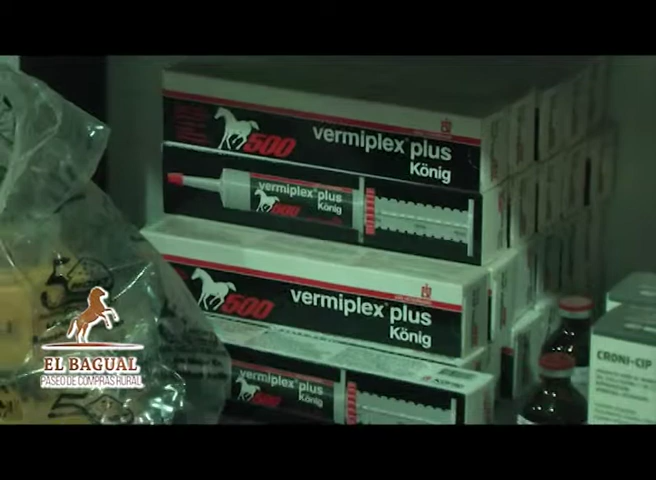 500
vermiplex plus
König
vermiplex plus
König
500
500
vermiplex plus
König
vermiplex plus
König
500
CRONI-CIP
EL BAGUAL
PASEO DE COMPRAS RURAL